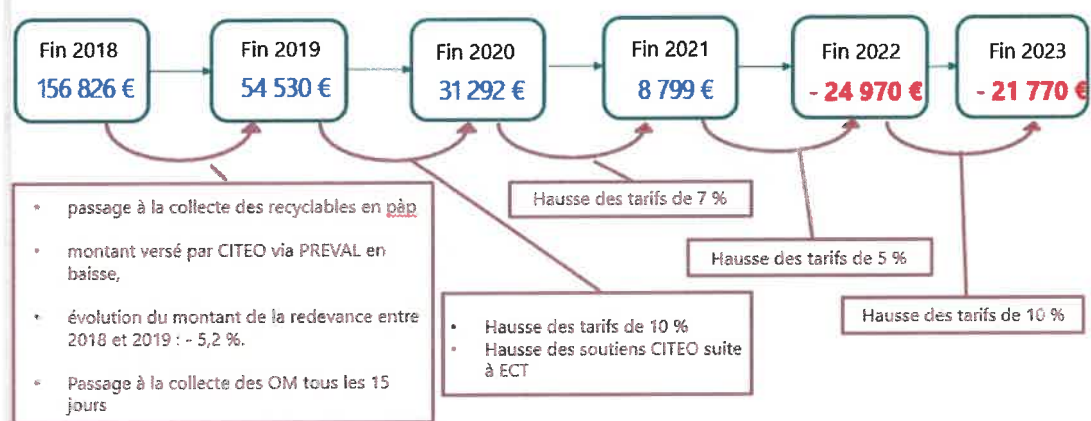 Fin 2018
156 826 €
Fin 2019
54 530 €
Fin 2020
31 292 €
Fin 2021
8 799 €
Fin 2022
- 24 970 €
Fin 2023
- 21 770 €
• passage à la collecte des recyclables en pàp
• montant versé par CITEO via PREVAL en
baisse,
• évolution du montant de la redevance entre
2018 et 2019 : - 5,2 %.
• Passage à la collecte des OM tous les 15
jours
• Hausse des tarifs de 10 %
• Hausse des soutiens CITEO suite
à ECT
Hausse des tarifs de 7 %
Hausse des tarifs de 5 %
Hausse des tarifs de 10 %